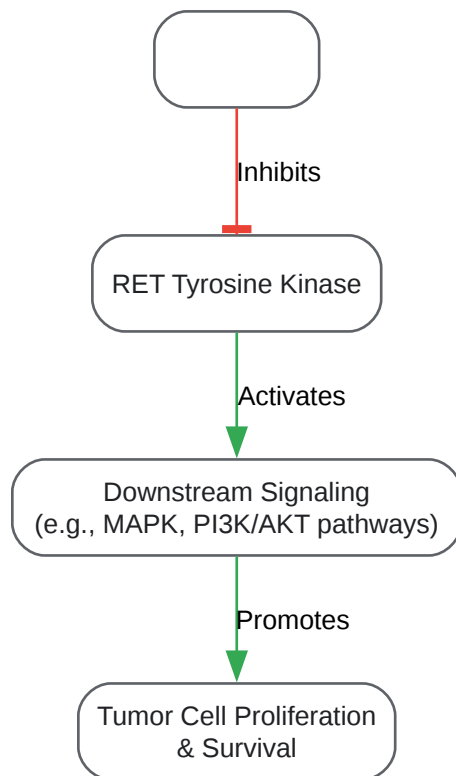 Inhibits
RET Tyrosine Kinase
Activates
Downstream Signaling
(e.g., MAPK, PI3K/AKT pathways)
Promotes
Tumor Cell Proliferation
& Survival